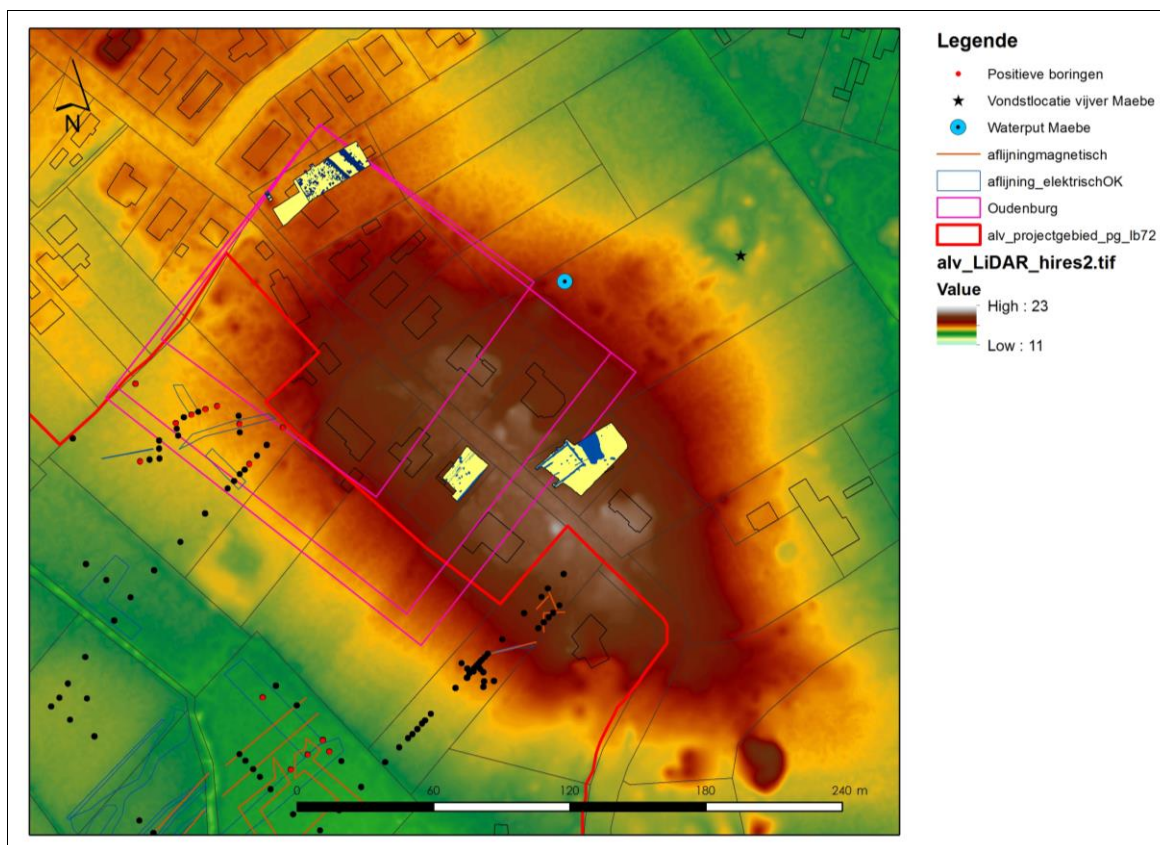 N
0
60
120
180
240 m
Legende
Positieve boringen
Vondstlocatie vijver Maebe
Waterput Maebe
aflijningmagnetisch
aflijning_elektrischOK
Oudenburg
alv_projectgebied_pg_lb72
alv_LiDAR_hires2.tif
Value
High : 23
Low : 11